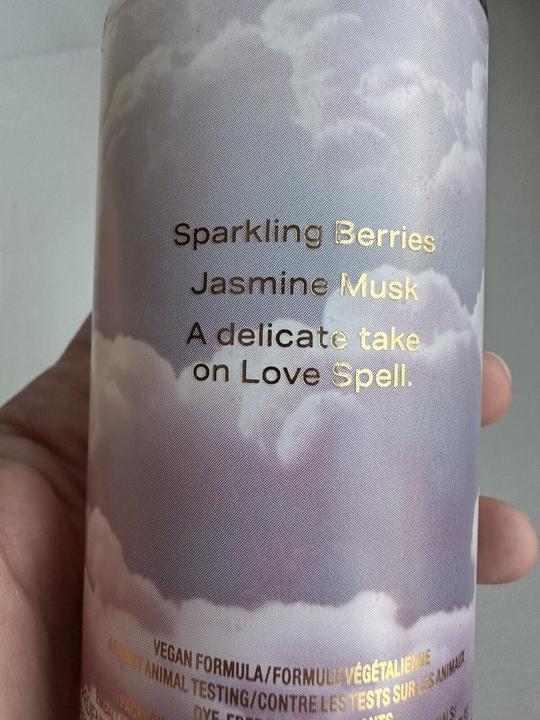 Sparkling Berries
Jasmine Musk
A delicate take
on Love Spell.
VEGAN FORMULA/FORMULE VÉGÉTALIENNE
AGAINST ANIMAL TESTING/CONTRE LES TESTS SUR LES ANIMAUX